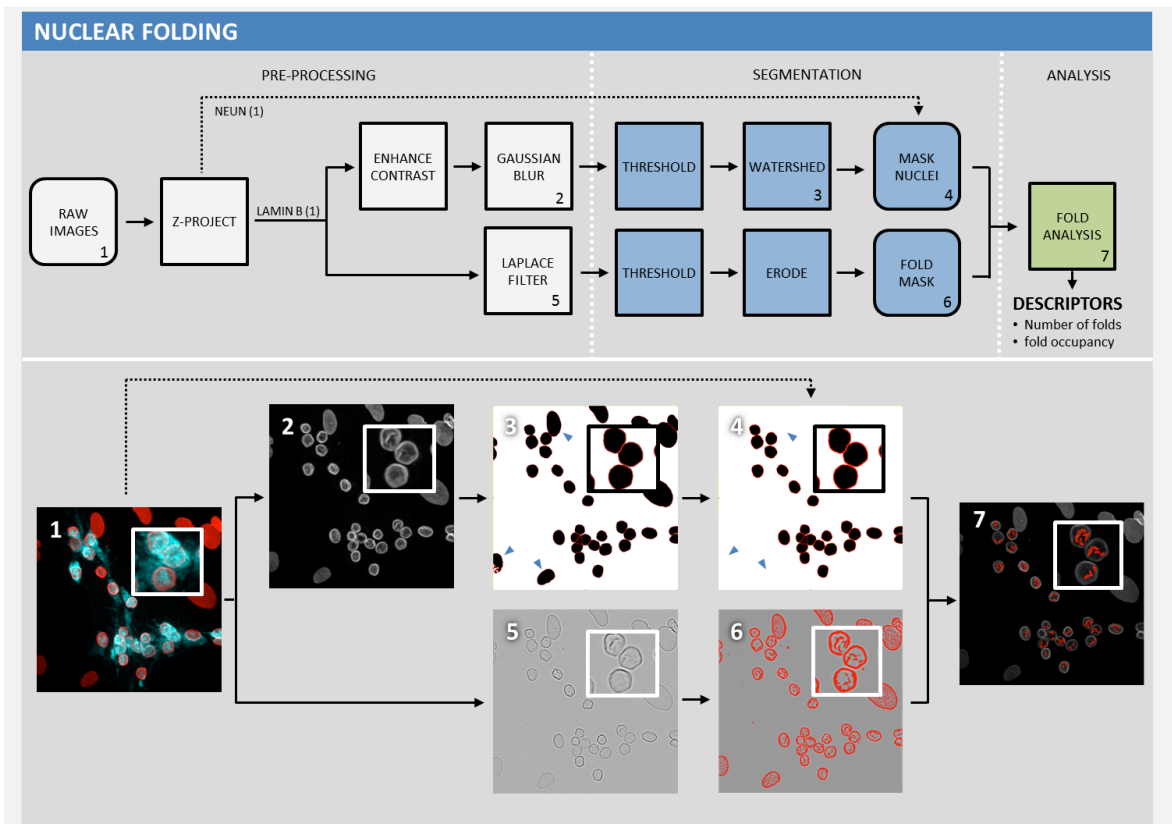 NUCLEAR FOLDING
PRE-PROCESSING
SEGMENTATION
ANALYSIS
NEUN (1)
RAW
IMAGES
1
Z-PROJECT
LAMIN B (1)
ENHANCE
CONTRAST
GAUSSIAN
BLUR
2
THRESHOLD
WATERSHED
3
MASK
NUCLEI
4
LAPLACE
FILTER
5
THRESHOLD
ERODE
FOLD
MASK
6
FOLD
ANALYSIS
7
DESCRIPTORS
• Number of folds
• fold occupancy
1
2
3
4
5
6
7